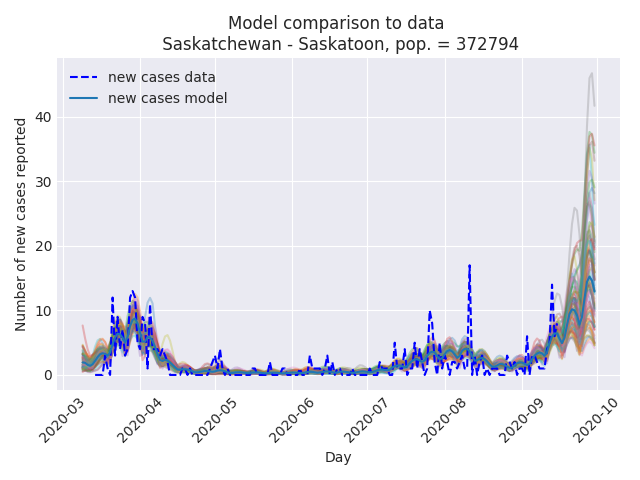 Model comparison to data
Saskatchewan - Saskatoon, pop. = 372794
new cases data
new cases model
Number of new cases reported
40
30
20
10
0
2020-03
2020-04
2020-05
2020-06
2020-07
2020-08
2020-09
2020-10
Day